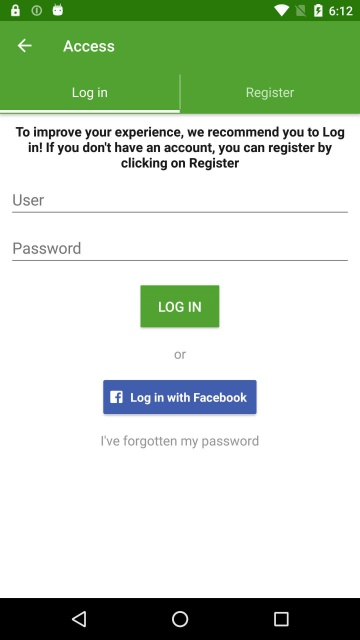 6:12
Access
Log in
Register
To improve your experience, we recommend you to Log
in! If you don't have an account, you can register by
clicking on Register
User
Password
LOG IN
or
Log in with Facebook
I've forgotten my password